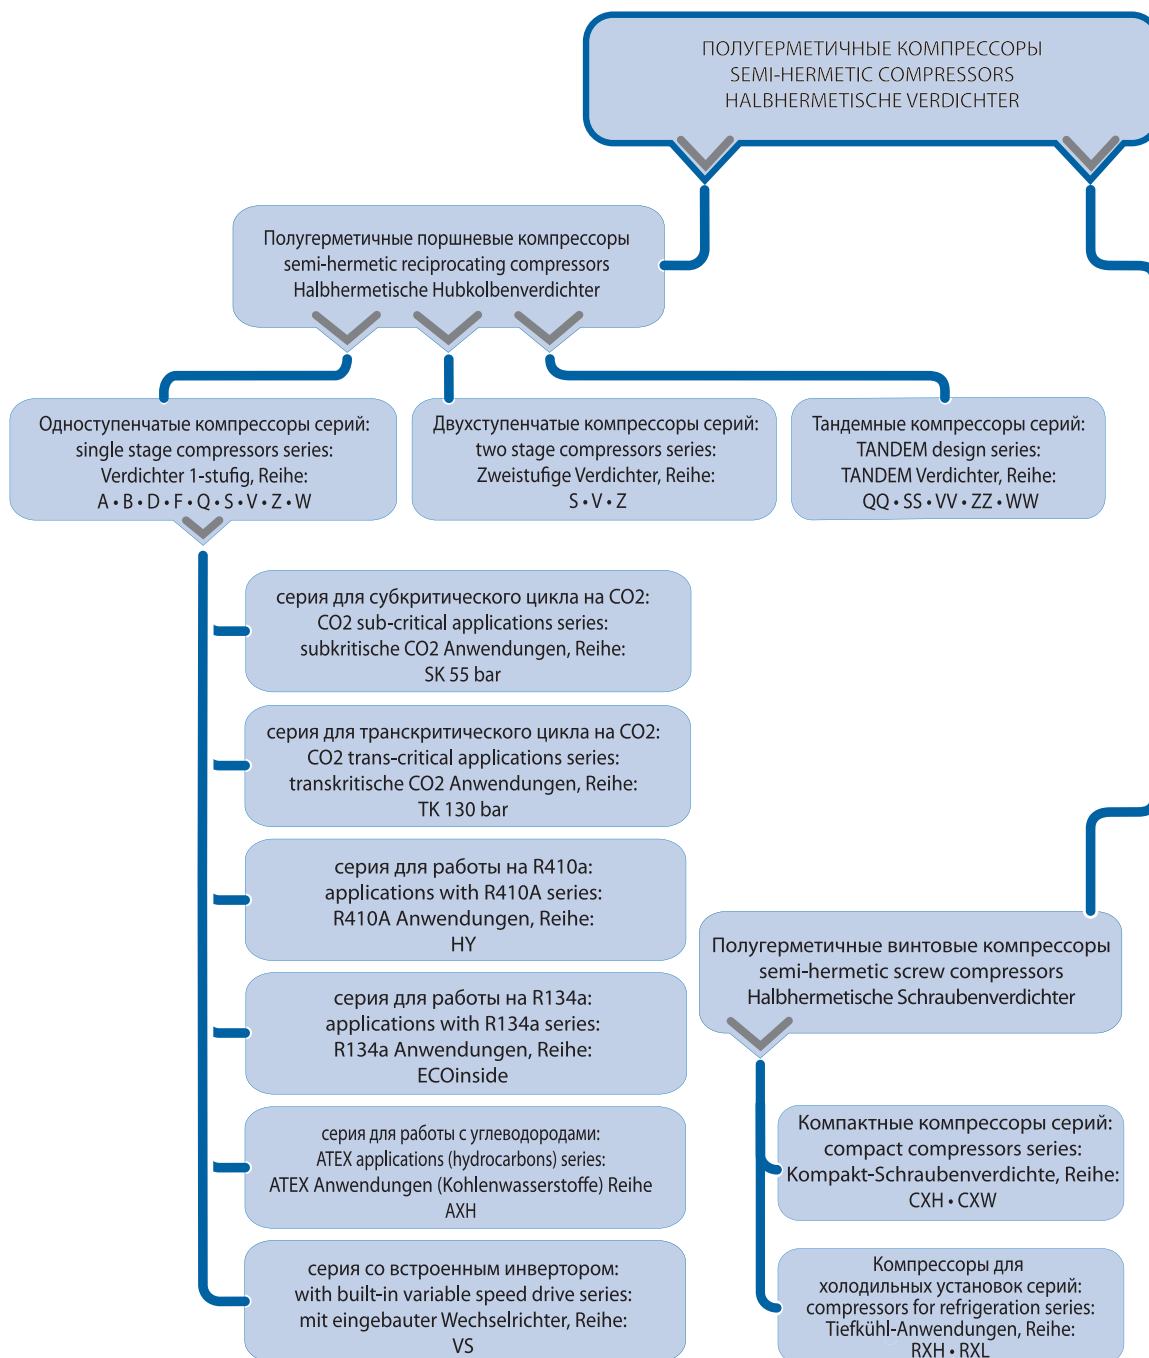 ПОЛУГЕРМЕТИЧНЫЕ КОМПРЕССОРЫ
SEMI-HERMETIC COMPRESSORS
HALBHERMETISCHE VERDICHTER
Полугерметичные поршневые компрессоры
semi-hermetic reciprocating compressors
Halbhermetische Hubkolbenverdichter
Одноступенчатые компрессоры серий:
single stage compressors series:
Verdichter 1-stufig, Reihe:
A • B • D • F • Q • S • V • Z • W
Двухступенчатые компрессоры серий:
two stage compressors series:
Zweistufige Verdichter, Reihe:
S • V • Z
Тандемные компрессоры серий:
TANDEM design series:
TANDEM Verdichter, Reihe:
QQ • SS • VV • ZZ • WW
серия для субкритического цикла на CO2:
CO2 sub-critical applications series:
subkritische CO2 Anwendungen, Reihe:
SK 55 bar
серия для транскритического цикла на CO2:
CO2 trans-critical applications series:
transkritische CO2 Anwendungen, Reihe:
TK 130 bar
серия для работы на R410a:
applications with R410A series:
R410A Anwendungen, Reihe:
HY
серия для работы на R134a:
applications with R134a series:
R134a Anwendungen, Reihe:
ECOinside
серия для работы с углеводородами:
ATEX applications (hydrocarbons) series:
ATEX Anwendungen (Kohlenwasserstoffe) Reihe
AXH
серия со встроенным инвертором:
with built-in variable speed drive series:
mit eingebauter Wechselrichter, Reihe:
VS
Полугерметичные винтовые компрессоры
semi-hermetic screw compressors
Halbhermetische Schraubenverdichter
Компактные компрессоры серий:
compact compressors series:
Kompakt-Schraubenverdichte, Reihe:
CXH • CXW
Компрессоры для
холодильных установок серий:
compressors for refrigeration series:
Tiefkühl-Anwendungen, Reihe:
RXH • RXL